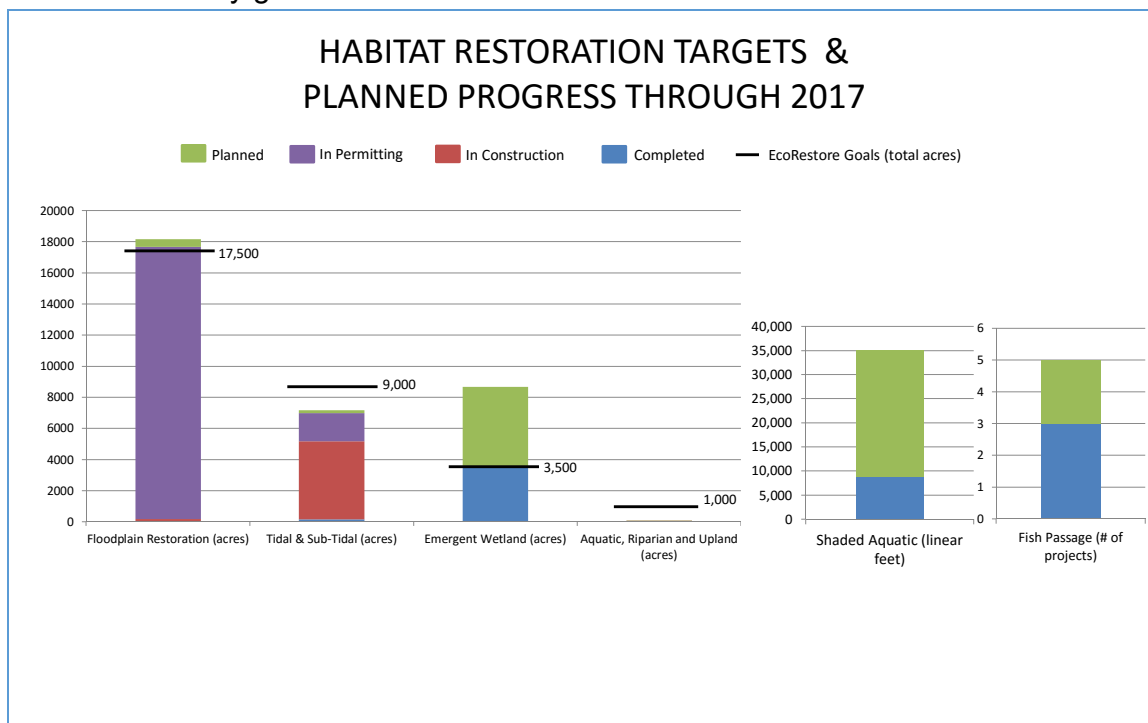 HABITAT RESTORATION TARGETS &
PLANNED PROGRESS THROUGH 2017
Planned
In Permitting
In Construction
Completed
EcoRestore Goals (total acres)
20000
18000
16000
14000
12000
10000
8000
6000
4000
2000
0
17,500
9,000
3,500
1,000
Floodplain Restoration (acres)
Tidal & Sub-Tidal (acres)
Emergent Wetland (acres)
Aquatic, Riparian and Upland
(acres)
40,000
35,000
30,000
25,000
20,000
15,000
10,000
5,000
0
Shaded Aquatic (linear
feet)
6
5
4
3
2
1
0
Fish Passage (# of
projects)